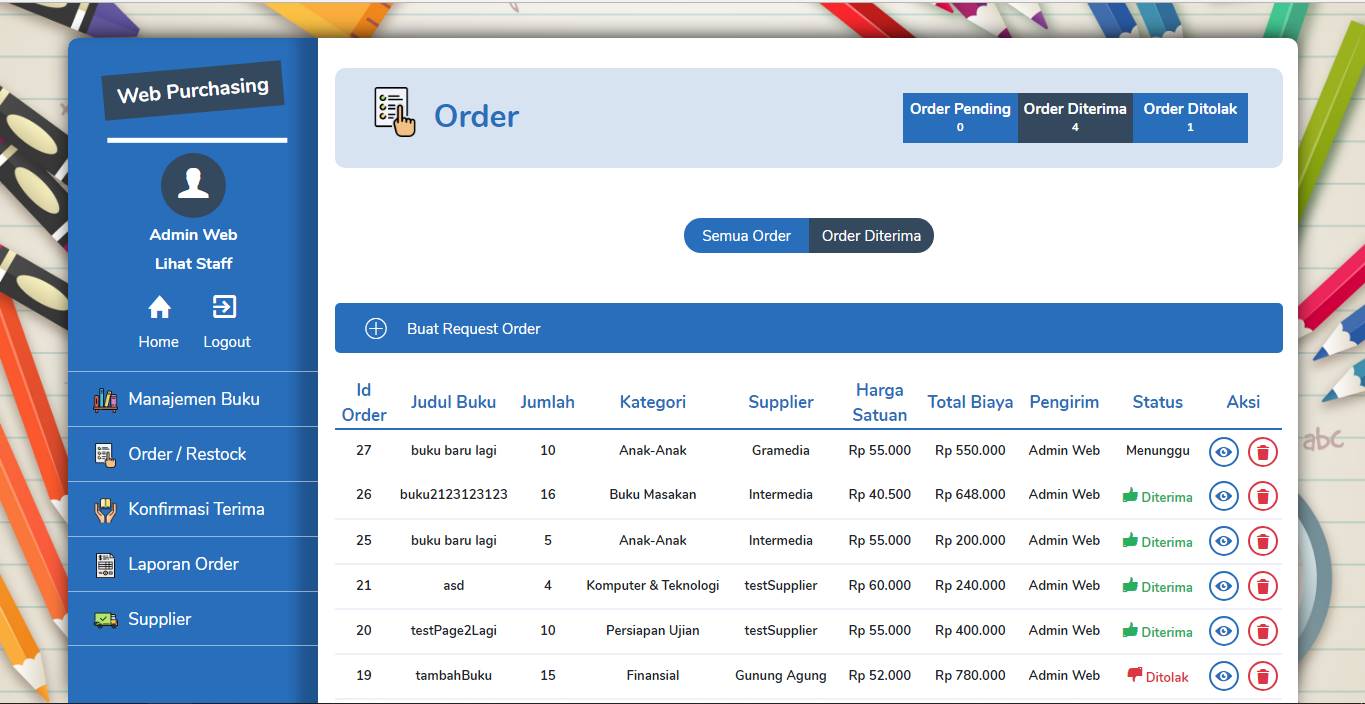 Web Purchasing
Admin Web
Lihat Staff
Home Logout
Manajemen Buku
Order / Restock
Konfirmasi Terima
Laporan Order
Supplier
Order
Order Pending Order Diterima Order Ditolak
0 4 1
Semua Order Order Diterima
Buat Request Order
Id Order Judul Buku Jumlah Kategori Supplier Harga Satuan Total Biaya Pengirim Status Aksi
27 buku baru lagi 10 Anak-Anak Gramedia Rp 55.000 Rp 550.000 Admin Web Menunggu
26 buku2123123123 16 Buku Masakan Intermedia Rp 40.500 Rp 648.000 Admin Web Diterima
25 buku baru lagi 5 Anak-Anak Intermedia Rp 55.000 Rp 200.000 Admin Web Diterima
21 asd 4 Komputer & Teknologi testSupplier Rp 60.000 Rp 240.000 Admin Web Diterima
20 testPage2Lagi 10 Persiapan Ujian testSupplier Rp 55.000 Rp 400.000 Admin Web Diterima
19 tambahBuku 15 Finansial Gunung Agung Rp 52.000 Rp 780.000 Admin Web Ditolak
abc